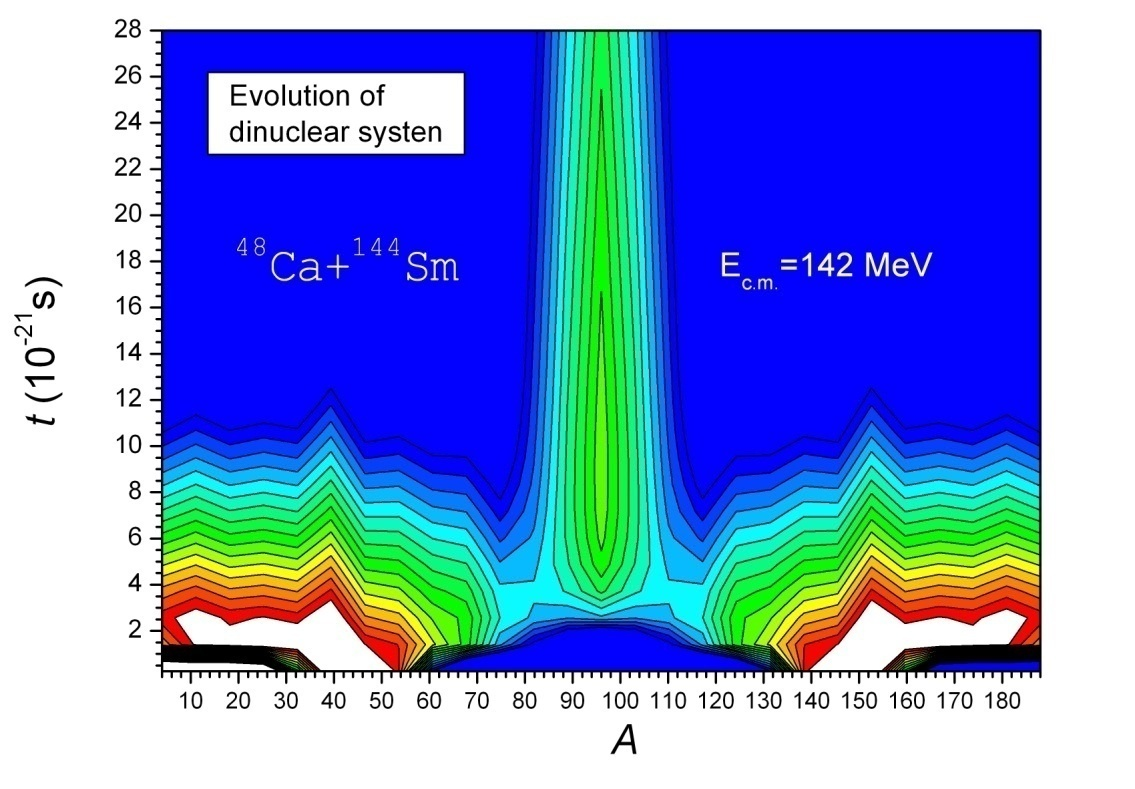 28
26
24
22
20
18
16
14
12
10
8
6
4
2
t (10⁻²¹s)
Evolution of
dinuclear systen
⁴⁸Ca+¹⁴⁴Sm
E_c.m.=142 MeV
10 20 30 40 50 60 70 80 90 100 110 120 130 140 150 160 170 180
A